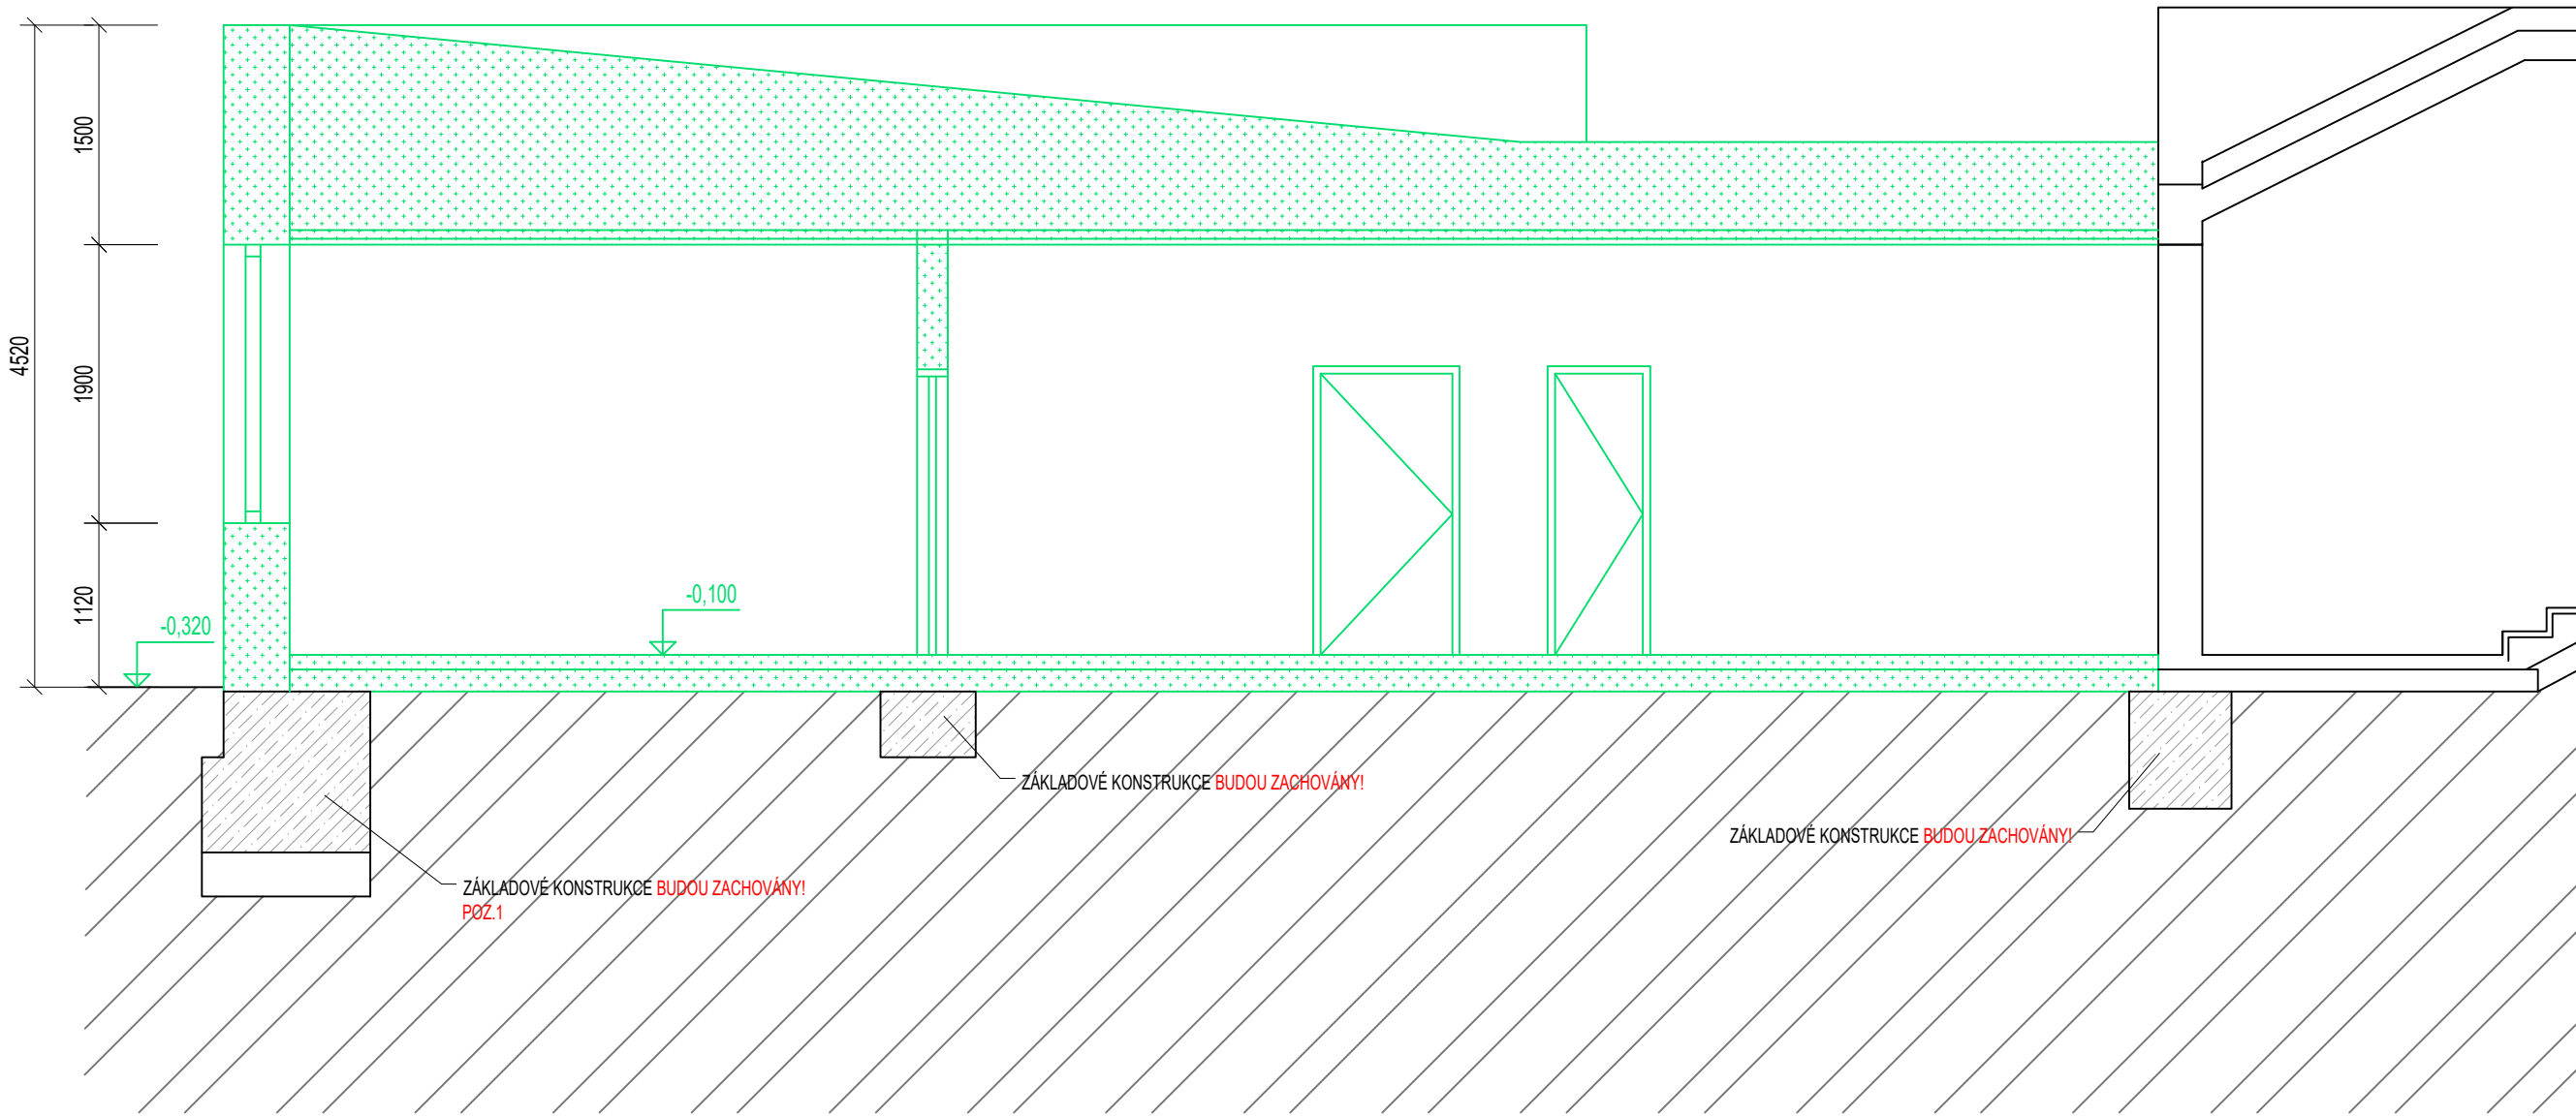 1500
4520
1900
1120
-0,320
-0,100
ZÁKLADOVÉ KONSTRUKCE BUDOU ZACHOVÁNY!
ZÁKLADOVÉ KONSTRUKCE BUDOU ZACHOVÁNY!
ZÁKLADOVÉ KONSTRUKCE BUDOU ZACHOVÁNY!
POZ.1